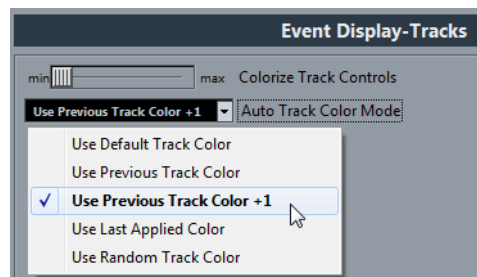 Event Display-Tracks
min max Colorize Track Controls
Use Previous Track Color +1 Auto Track Color Mode
Use Default Track Color
Use Previous Track Color
Use Previous Track Color +1
Use Last Applied Color
Use Random Track Color